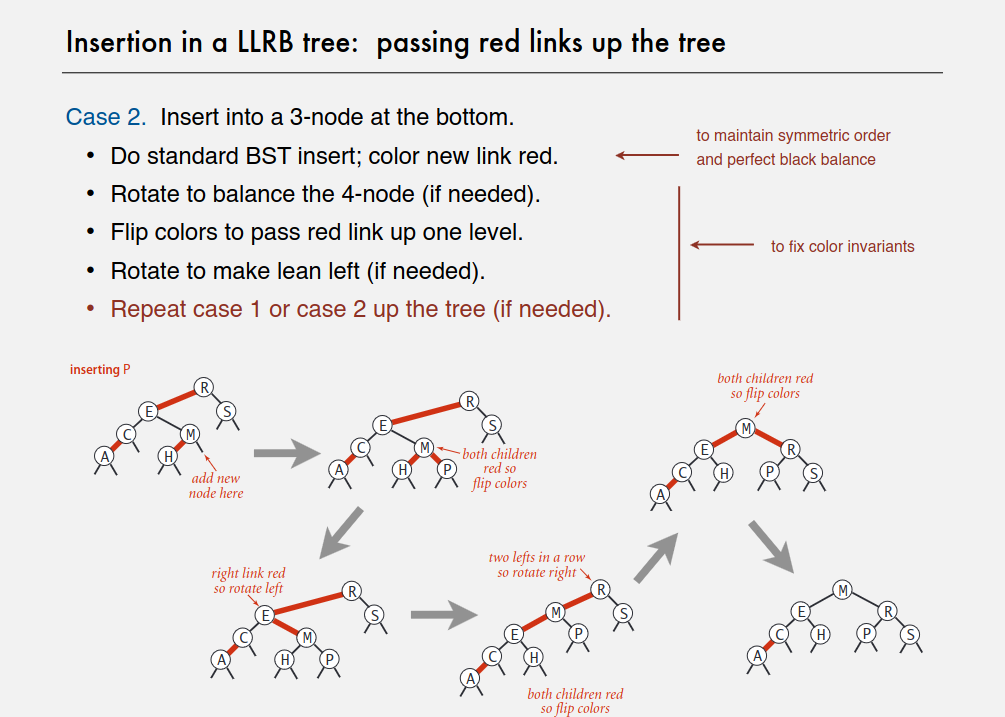 Insertion in a LLRB tree: passing red links up the tree
Case 2. Insert into a 3-node at the bottom.
• Do standard BST insert; color new link red.
• Rotate to balance the 4-node (if needed).
• Flip colors to pass red link up one level.
• Rotate to make lean left (if needed).
• Repeat case 1 or case 2 up the tree (if needed).
to maintain symmetric order
and perfect black balance
to fix color invariants
inserting P
R
E
S
C
M
A
H
add new
node here
R
E
S
C
M
A
H
P
both children
red so
flip colors
both children red
so flip colors
M
E
R
C
H
P
S
A
right link red
so rotate left
R
E
S
C
M
A
H
P
two lefts in a row
so rotate right
R
M
S
E
P
C
H
A
both children red
so flip colors
M
E
R
C
H
P
S
A